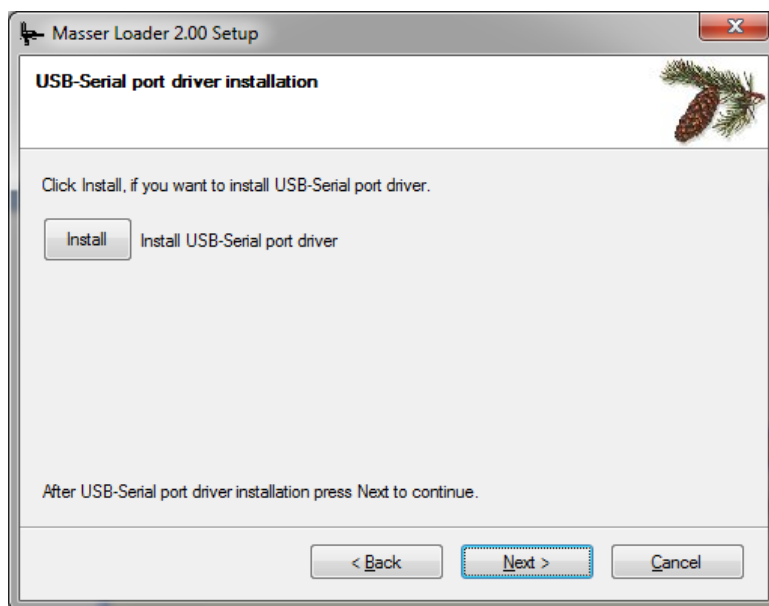 Masser Loader 2.00 Setup
USB-Serial port driver installation
Click Install, if you want to install USB-Serial port driver.
Install Install USB-Serial port driver
After USB-Serial port driver installation press Next to continue.
< Back Next > Cancel